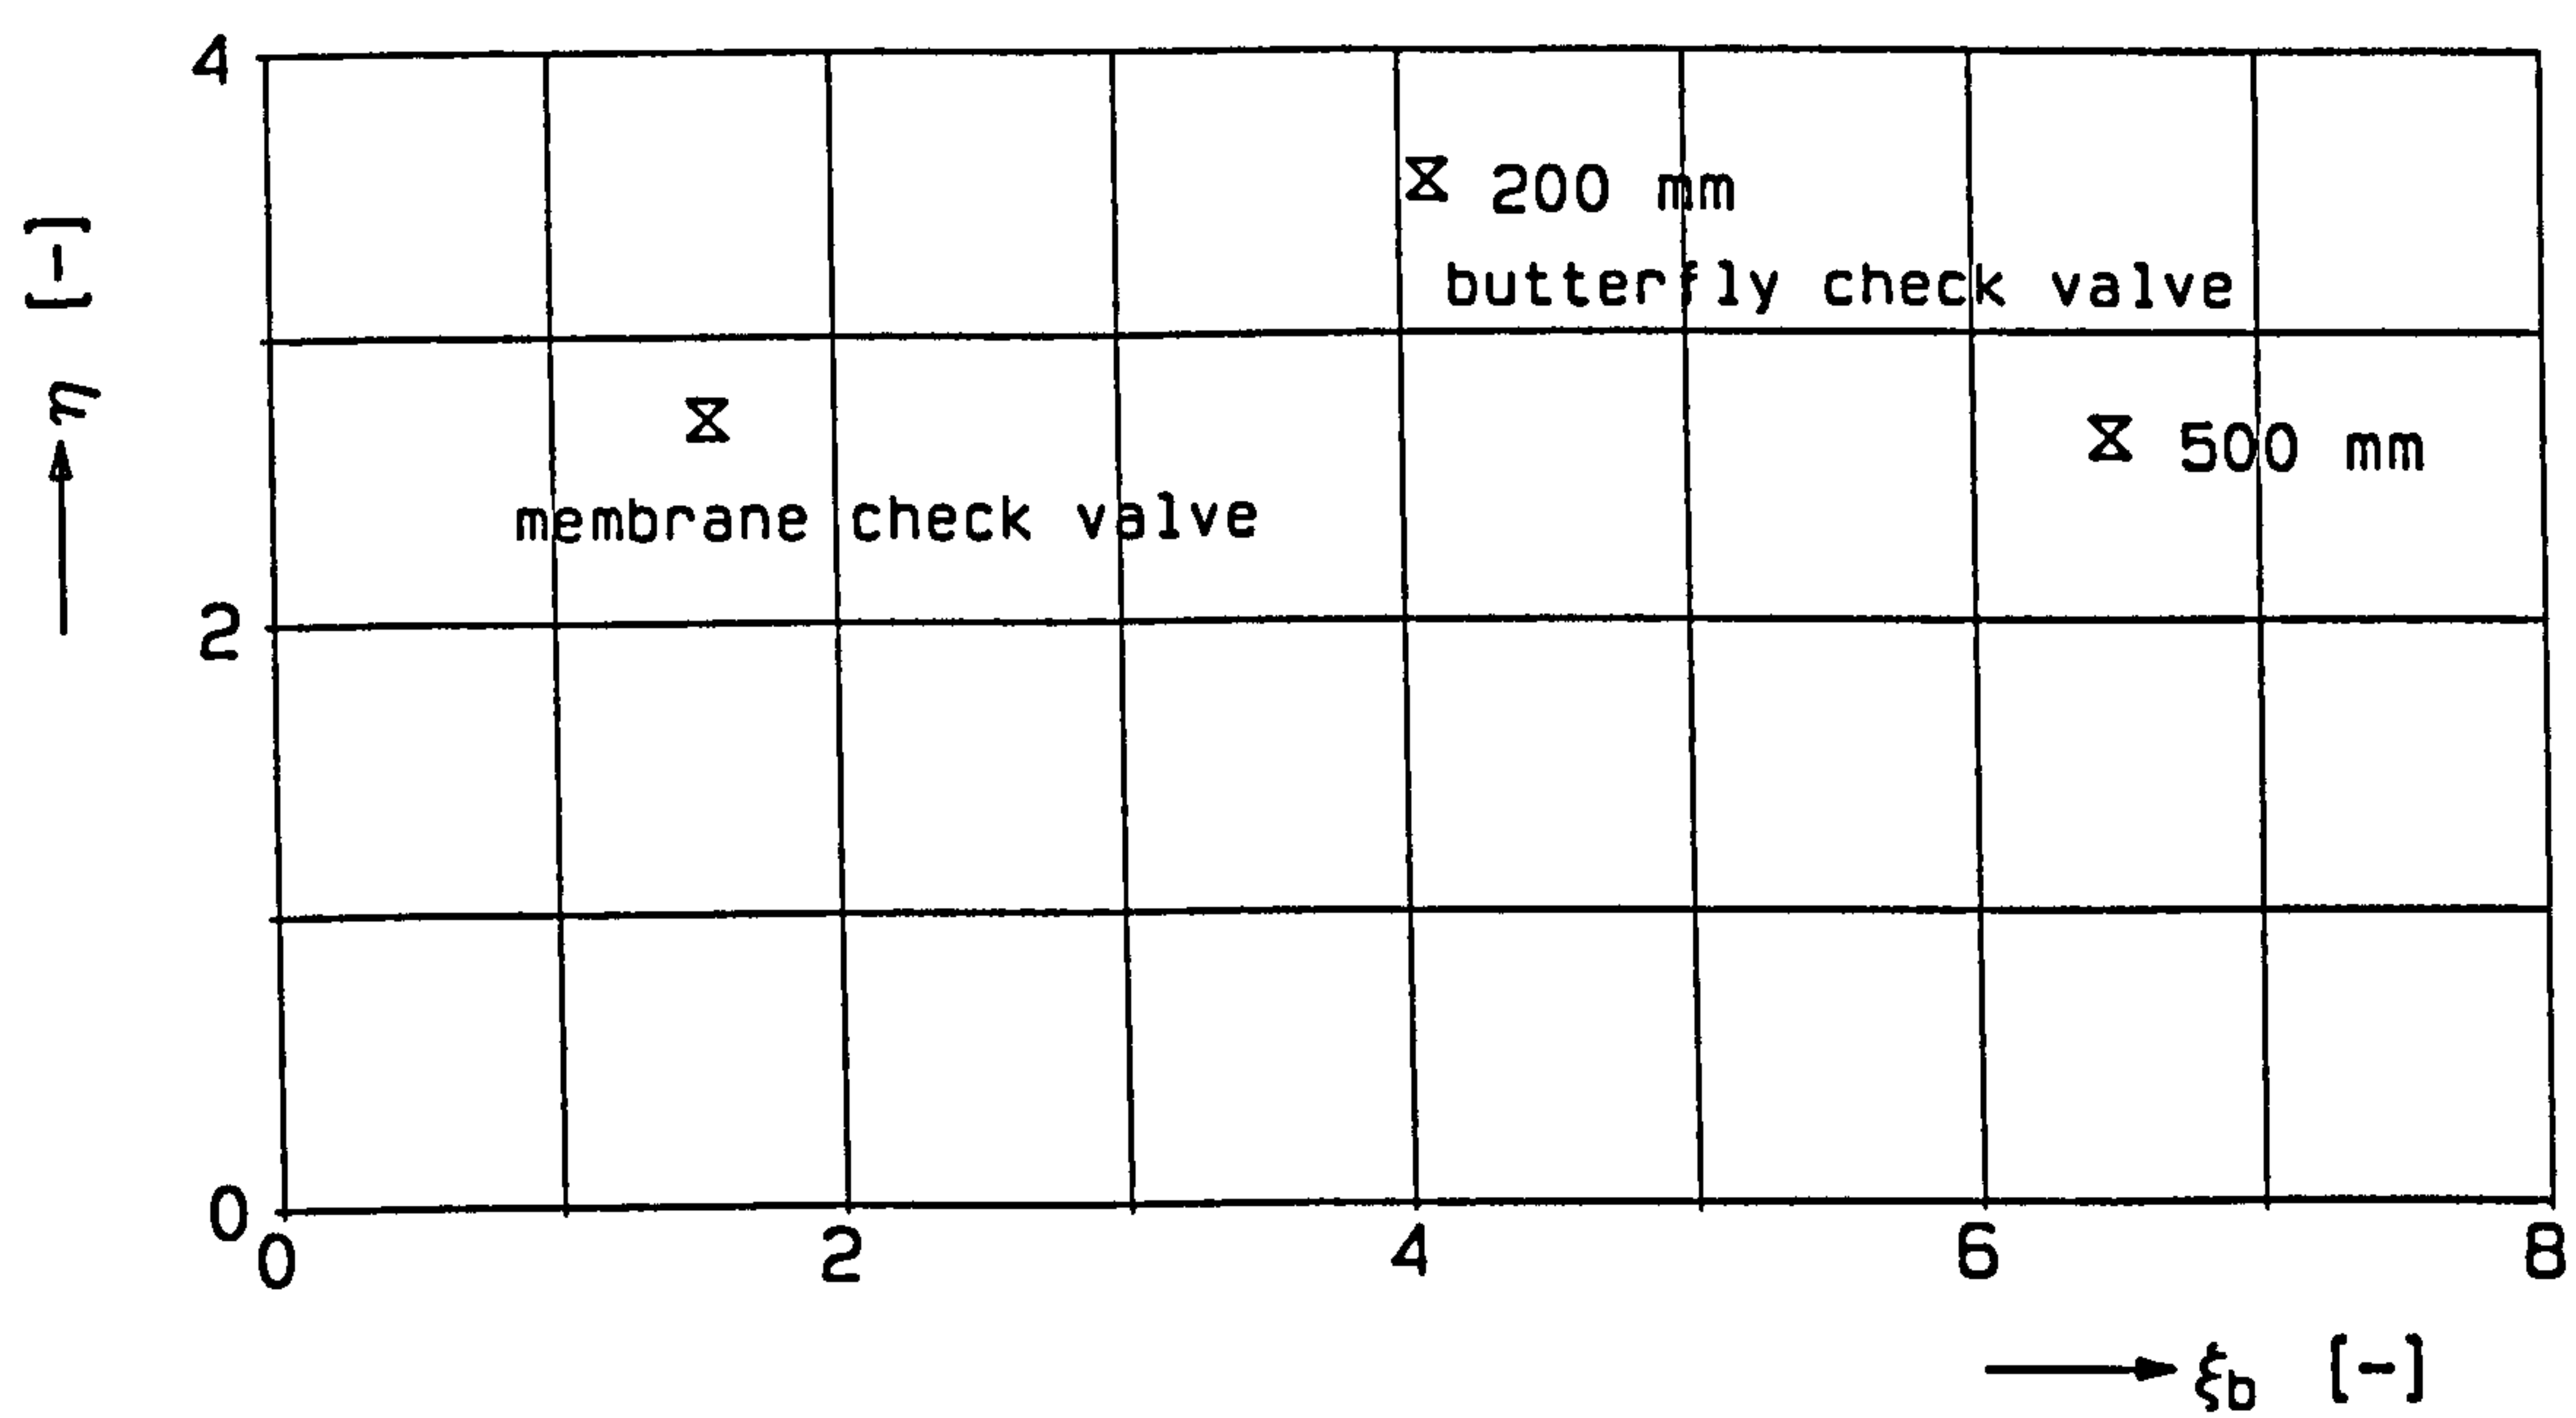 4
200 mm
butterfly check valve
η [-]
500 mm
membrane check valve
2
0
0 2 4 6 8
ξb [-]